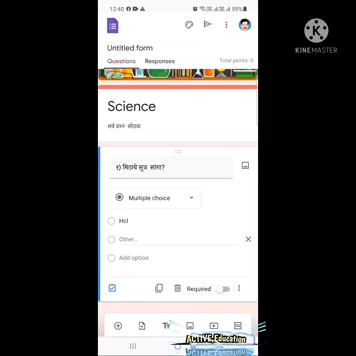 12:40
99%
KINEMASTER
Untitled form
Questions Responses Total points: 0
Science
सर्व प्रश्न सोडवा.
१) मिठाचे सुत्र सांगा?
Multiple choice
Hcl
Other...
Add option
Required
ACTIVE Education